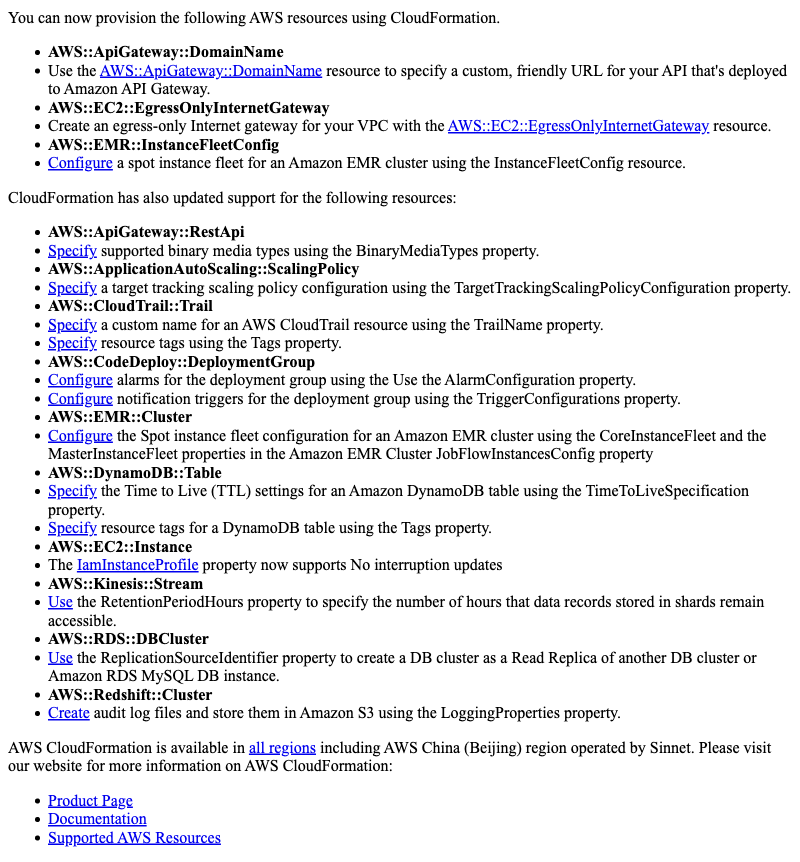 You can now provision the following AWS resources using CloudFormation.
• AWS::ApiGateway::DomainName
• Use the AWS::ApiGateway::DomainName resource to specify a custom, friendly URL for your API that's deployed
to Amazon API Gateway.
• AWS::EC2::EgressOnlyInternetGateway
• Create an egress-only Internet gateway for your VPC with the AWS::EC2::EgressOnlyInternetGateway resource.
• AWS::EMR::InstanceFleetConfig
• Configure a spot instance fleet for an Amazon EMR cluster using the InstanceFleetConfig resource.
CloudFormation has also updated support for the following resources:
• AWS::ApiGateway::RestApi
• Specify supported binary media types using the BinaryMediaTypes property.
• AWS::ApplicationAutoScaling::ScalingPolicy
• Specify a target tracking scaling policy configuration using the TargetTrackingScalingPolicyConfiguration property.
• AWS::CloudTrail::Trail
• Specify a custom name for an AWS CloudTrail resource using the TrailName property.
• Specify resource tags using the Tags property.
• AWS::CodeDeploy::DeploymentGroup
• Configure alarms for the deployment group using the Use the AlarmConfiguration property.
• Configure notification triggers for the deployment group using the TriggerConfigurations property.
• AWS::EMR::Cluster
• Configure the Spot instance fleet configuration for an Amazon EMR cluster using the CoreInstanceFleet and the
MasterInstanceFleet properties in the Amazon EMR Cluster JobFlowInstancesConfig property
• AWS::DynamoDB::Table
• Specify the Time to Live (TTL) settings for an Amazon DynamoDB table using the TimeToLiveSpecification
property.
• Specify resource tags for a DynamoDB table using the Tags property.
• AWS::EC2::Instance
• The IamInstanceProfile property now supports No interruption updates
• AWS::Kinesis::Stream
• Use the RetentionPeriodHours property to specify the number of hours that data records stored in shards remain
accessible.
• AWS::RDS::DBCluster
• Use the ReplicationSourceIdentifier property to create a DB cluster as a Read Replica of another DB cluster or
Amazon RDS MySQL DB instance.
• AWS::Redshift::Cluster
• Create audit log files and store them in Amazon S3 using the LoggingProperties property.
AWS CloudFormation is available in all regions including AWS China (Beijing) region operated by Sinnet. Please visit
our website for more information on AWS CloudFormation:
• Product Page
• Documentation
• Supported AWS Resources